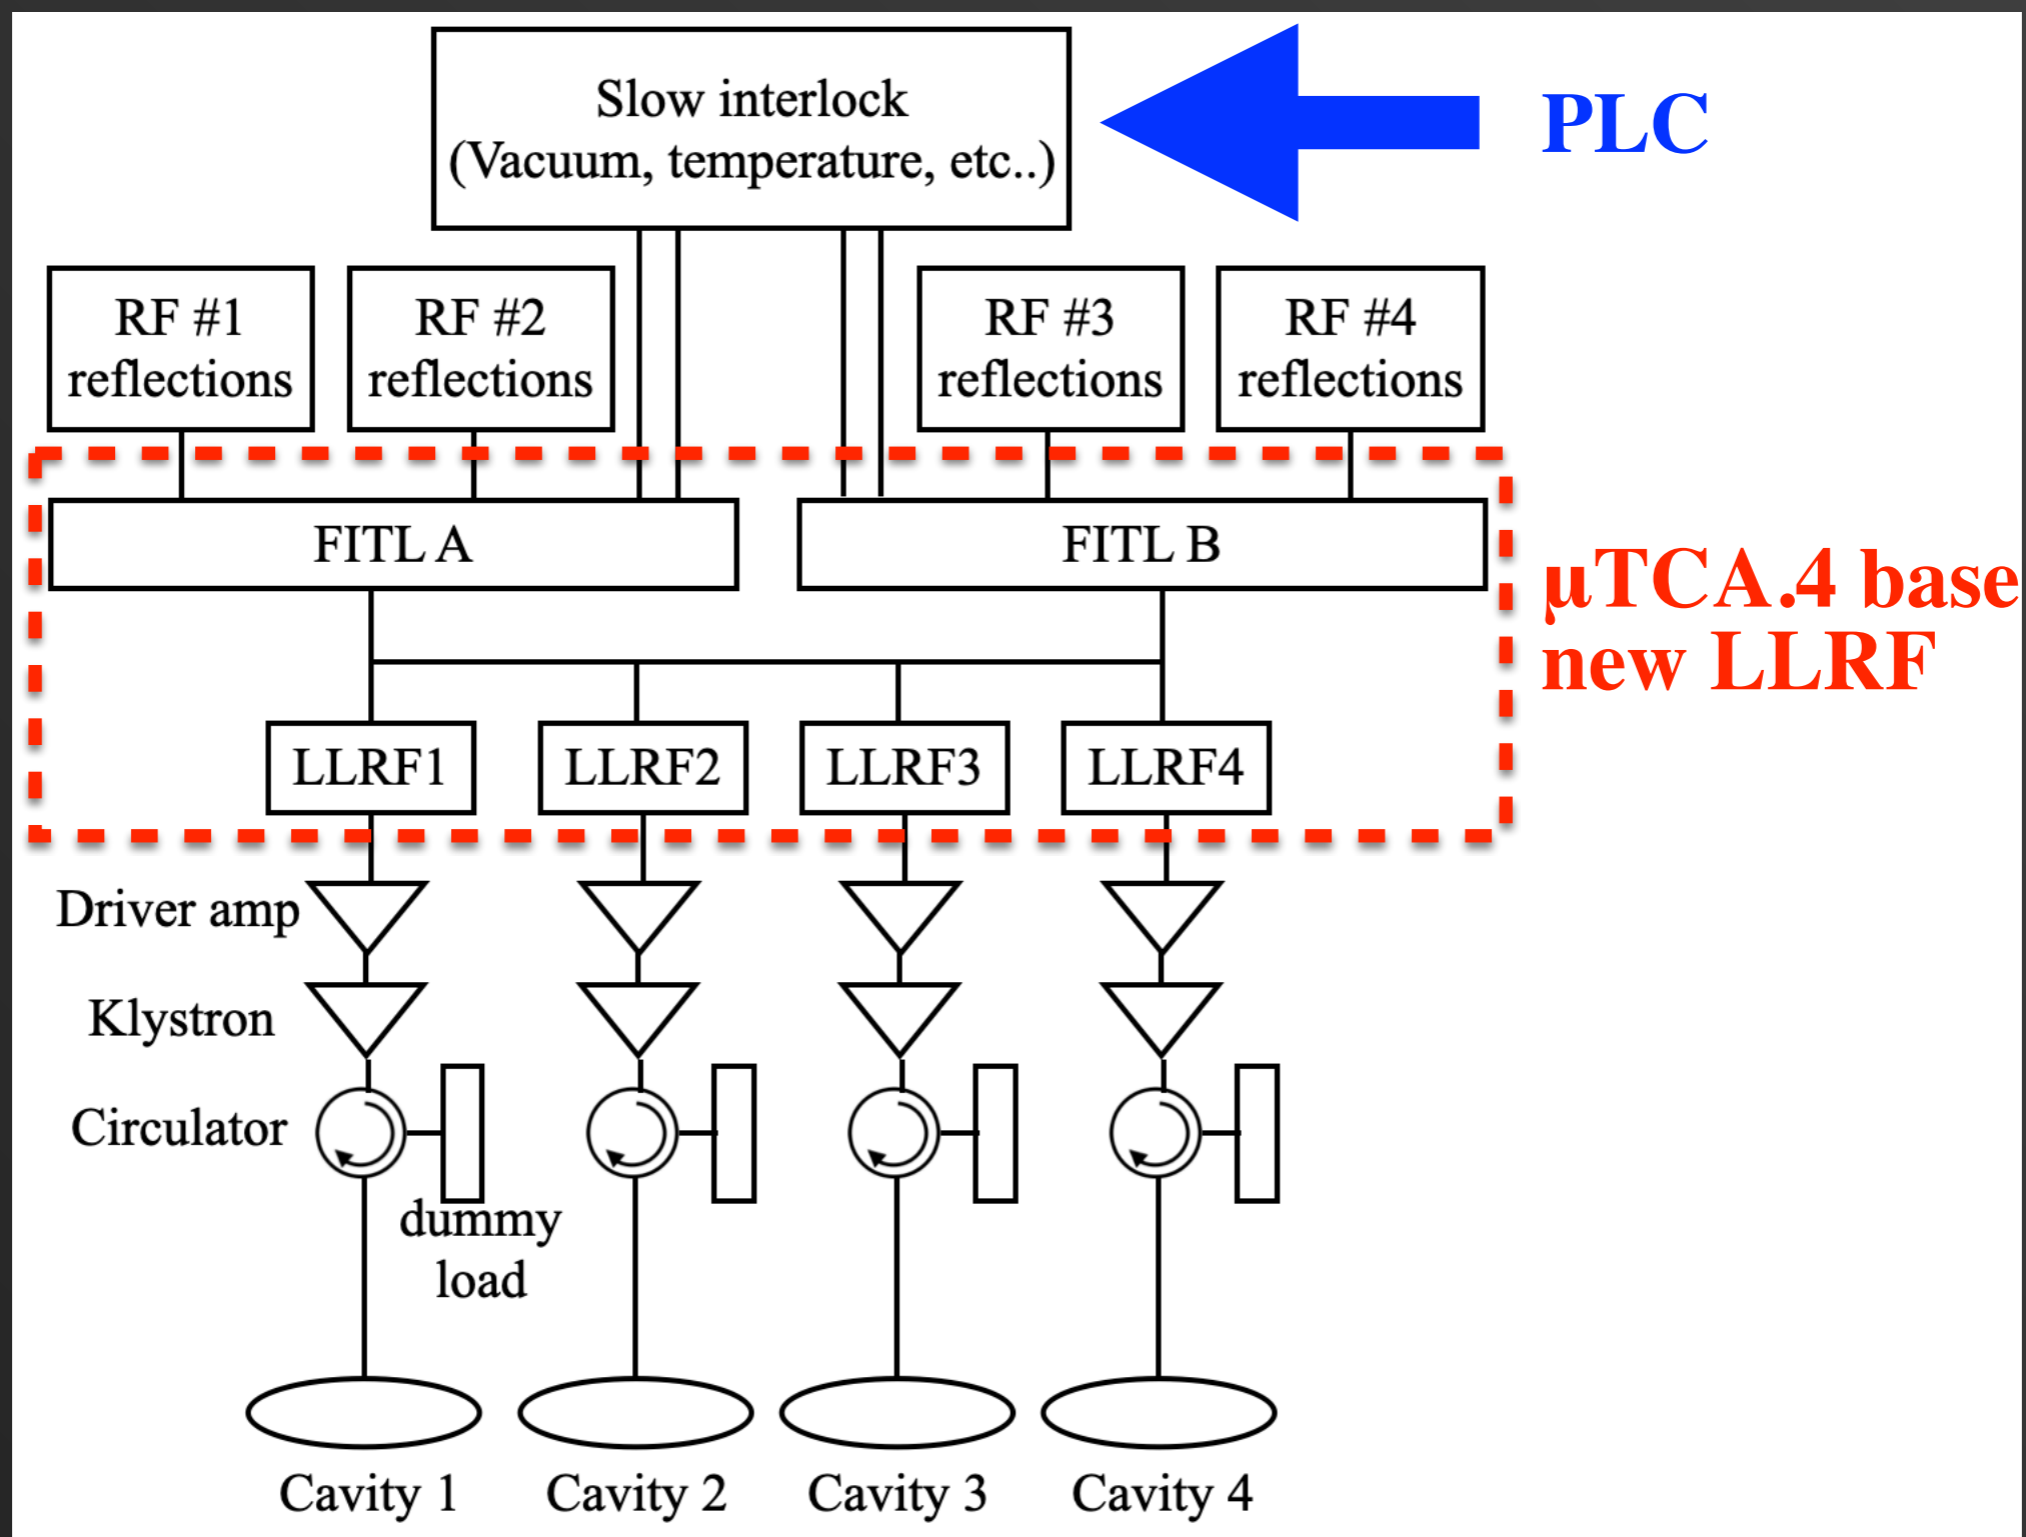 Slow interlock
(Vacuum, temperature, etc..)
PLC
RF #1
reflections
RF #2
reflections
RF #3
reflections
RF #4
reflections
FITL A
FITL B
µTCA.4 base
new LLRF
LLRF1
LLRF2
LLRF3
LLRF4
Driver amp
Klystron
Circulator
dummy
load
Cavity 1
Cavity 2
Cavity 3
Cavity 4